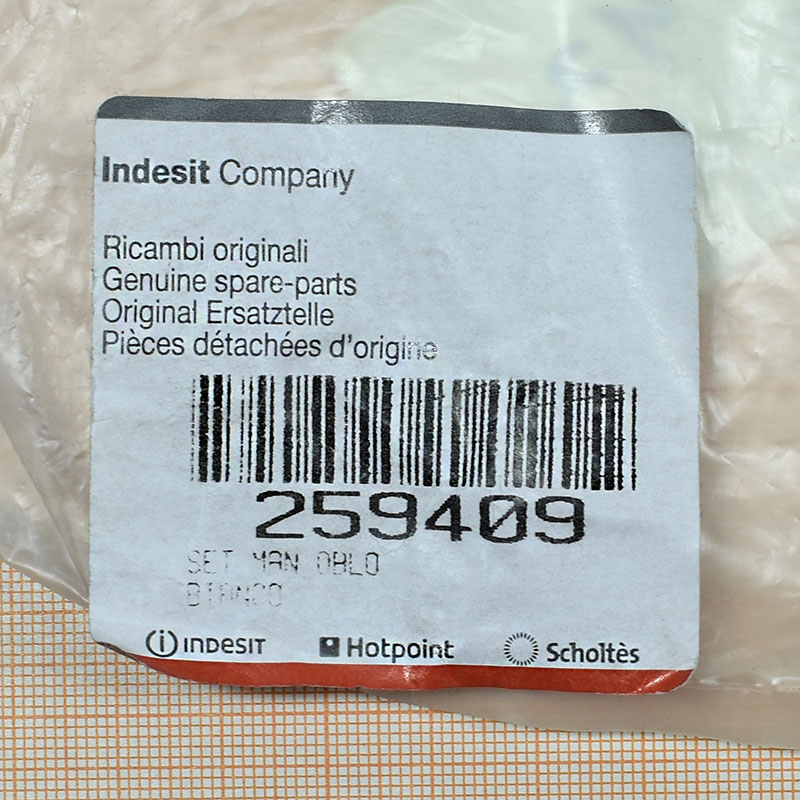 Indesit Company
Ricambi originali
Genuine spare-parts
Original Ersatztelle
Pièces détachées d'origine
259409
SET MAN OBLO
BIANCO
INDESIT Hotpoint Scholtès